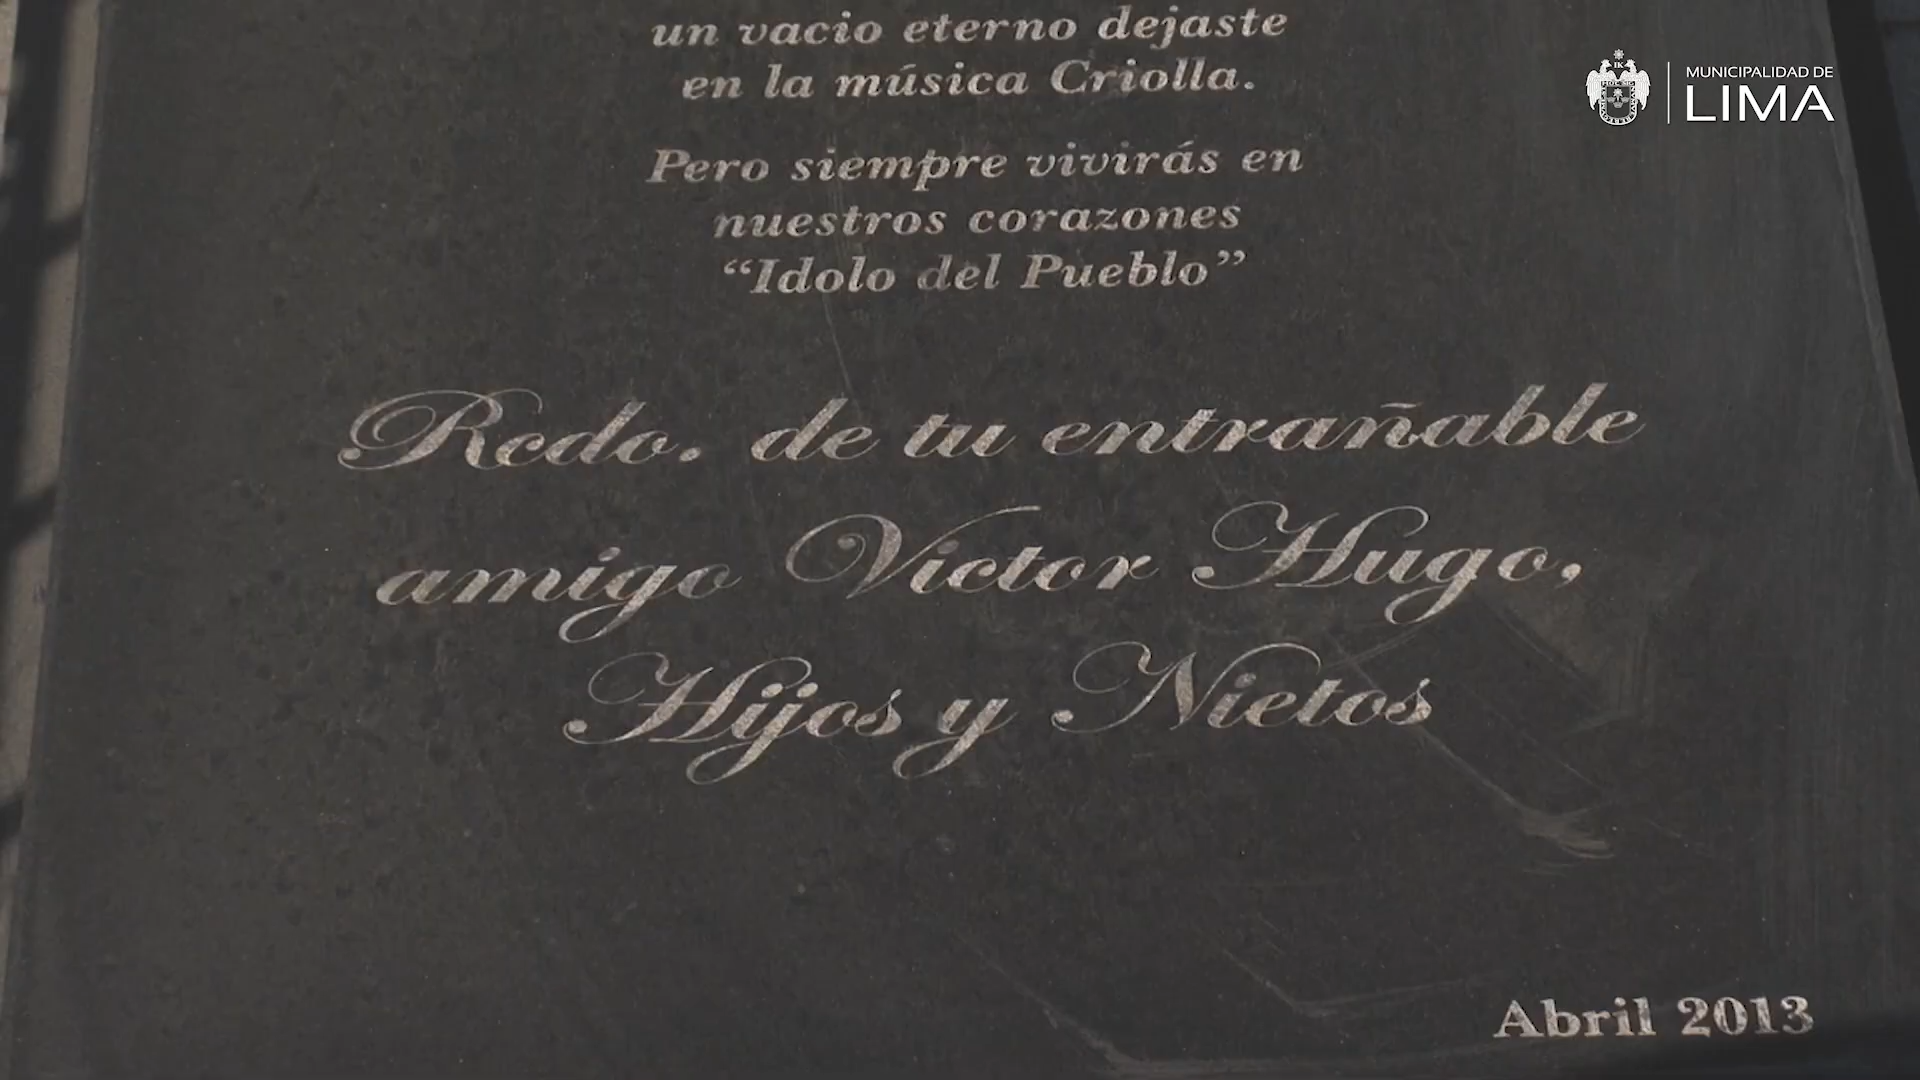 un vacio eterno dejaste
en la música Criolla.
Pero siempre vivirás en
nuestros corazones
“Idolo del Pueblo”
Rcdo. de tu entrañable
amigo Victor Hugo,
Hijos y Nietos
Abril 2013
MUNICIPALIDAD DE
LIMA